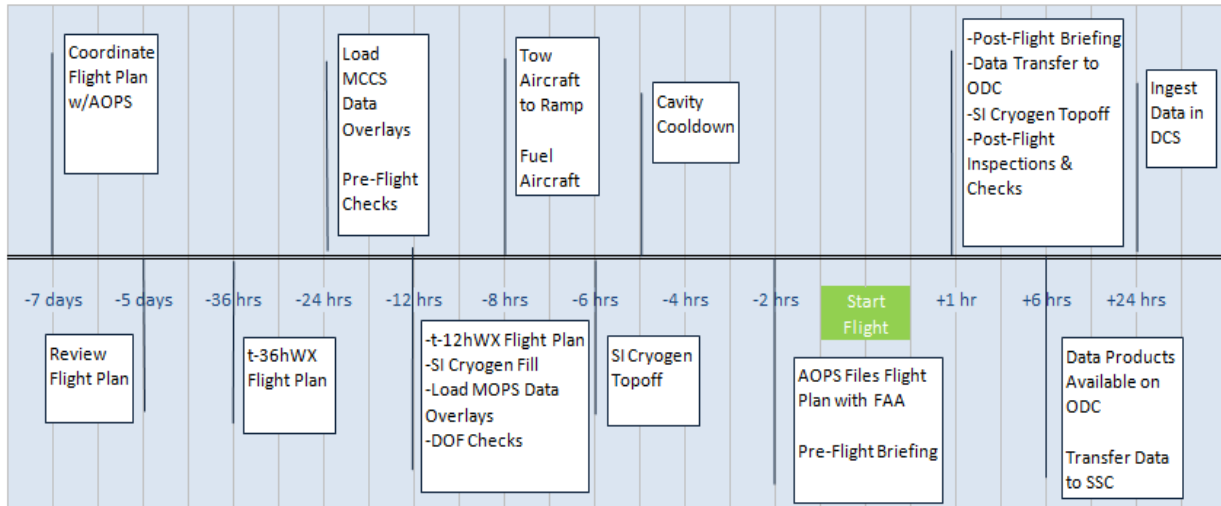 Coordinate
Flight Plan
w/AOPS
Load
MCCS
Data
Overlays
Pre-Flight
Checks
Tow
Aircraft
to Ramp
Fuel
Aircraft
Cavity
Cooldown
-Post-Flight Briefing
-Data Transfer to
ODC
-SI Cryogen Topoff
-Post-Flight
Inspections &
Checks
Ingest
Data in
DCS
-7 days
-5 days
-36 hrs
-24 hrs
-12 hrs
-8 hrs
-6 hrs
-4 hrs
-2 hrs
Start
Flight
+1 hr
+6 hrs
+24 hrs
Review
Flight Plan
t-36hWX
Flight Plan
-t-12hWX Flight Plan
-SI Cryogen Fill
-Load MOPS Data
Overlays
-DOF Checks
SI Cryogen
Topoff
AOPS Files Flight
Plan with FAA
Pre-Flight Briefing
Data Products
Available on
ODC
Transfer Data
to SSC